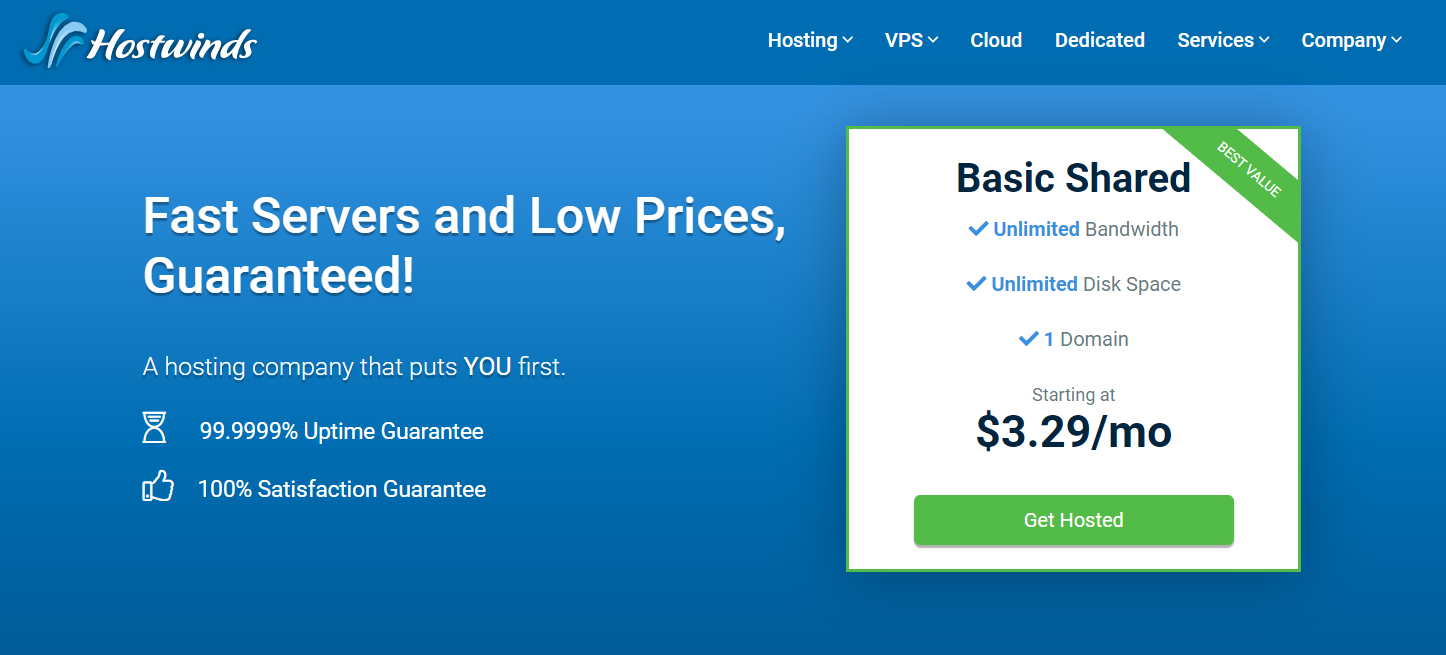 Hostwinds
Hosting
VPS
Cloud
Dedicated
Services
Company
Fast Servers and Low Prices,
Guaranteed!
A hosting company that puts YOU first.
99.9999% Uptime Guarantee
100% Satisfaction Guarantee
BEST VALUE
Basic Shared
Unlimited Bandwidth
Unlimited Disk Space
1 Domain
Starting at
$3.29/mo
Get Hosted